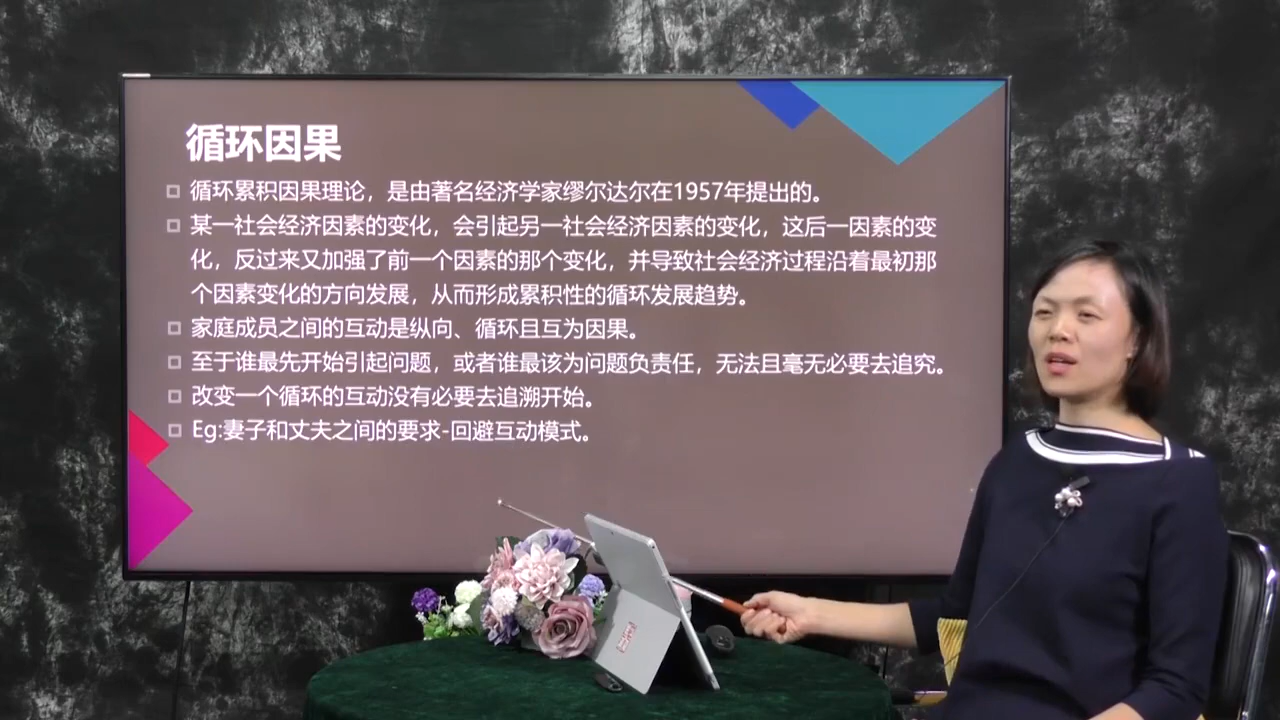 循环因果
循环累积因果理论，是由著名经济学家缪尔达尔在1957年提出的。
某一社会经济因素的变化，会引起另一社会经济因素的变化，这后一因素的变
化，反过来又加强了前一个因素的那个变化，并导致社会经济过程沿着最初那
个因素变化的方向发展，从而形成累积性的循环发展趋势。
家庭成员之间的互动是纵向、循环且互为因果。
至于谁最先开始引起问题，或者谁最该为问题负责任，无法且毫无必要去追究。
改变一个循环的互动没有必要去追溯开始。
Eg:妻子和丈夫之间的要求-回避互动模式。